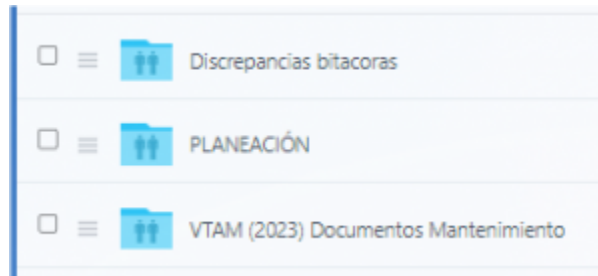 Discrepancias bitacoras
PLANEACIÓN
VTAM (2023) Documentos Mantenimiento